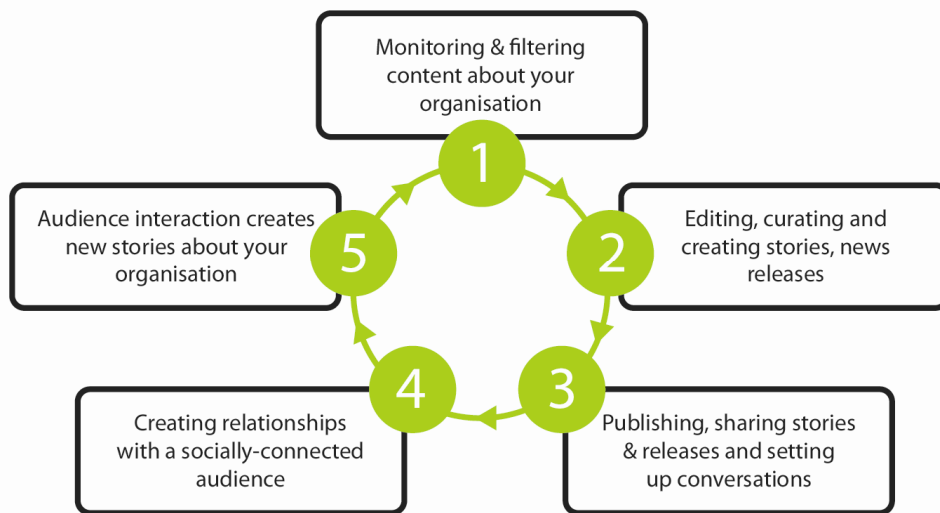 Monitoring & filtering
content about your
organisation
1
2
Editing, curating and
creating stories, news
releases
3
Publishing, sharing stories
& releases and setting
up conversations
4
Creating relationships
with a socially-connected
audience
5
Audience interaction creates
new stories about your
organisation